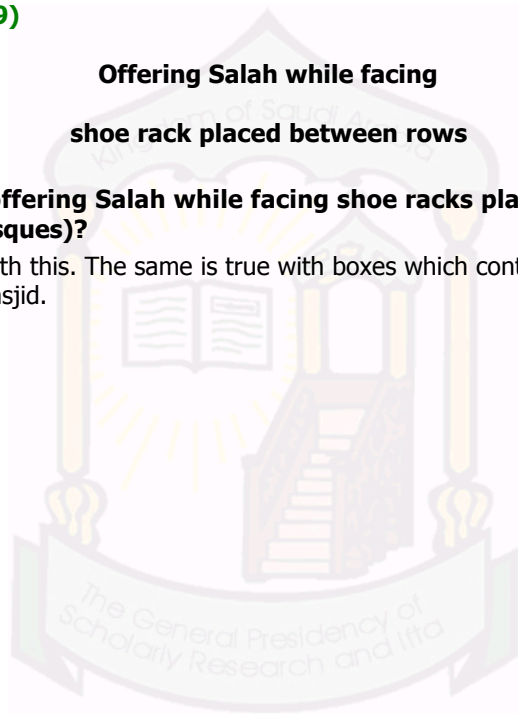 9)
Offering Salah while facing
shoe rack placed between rows
offering Salah while facing shoe racks pla
sques)?
th this. The same is true with boxes which cont
asjid.
Kingdom of Saudi Arabia
The General Presidency of
Scholarly Research and Ifta